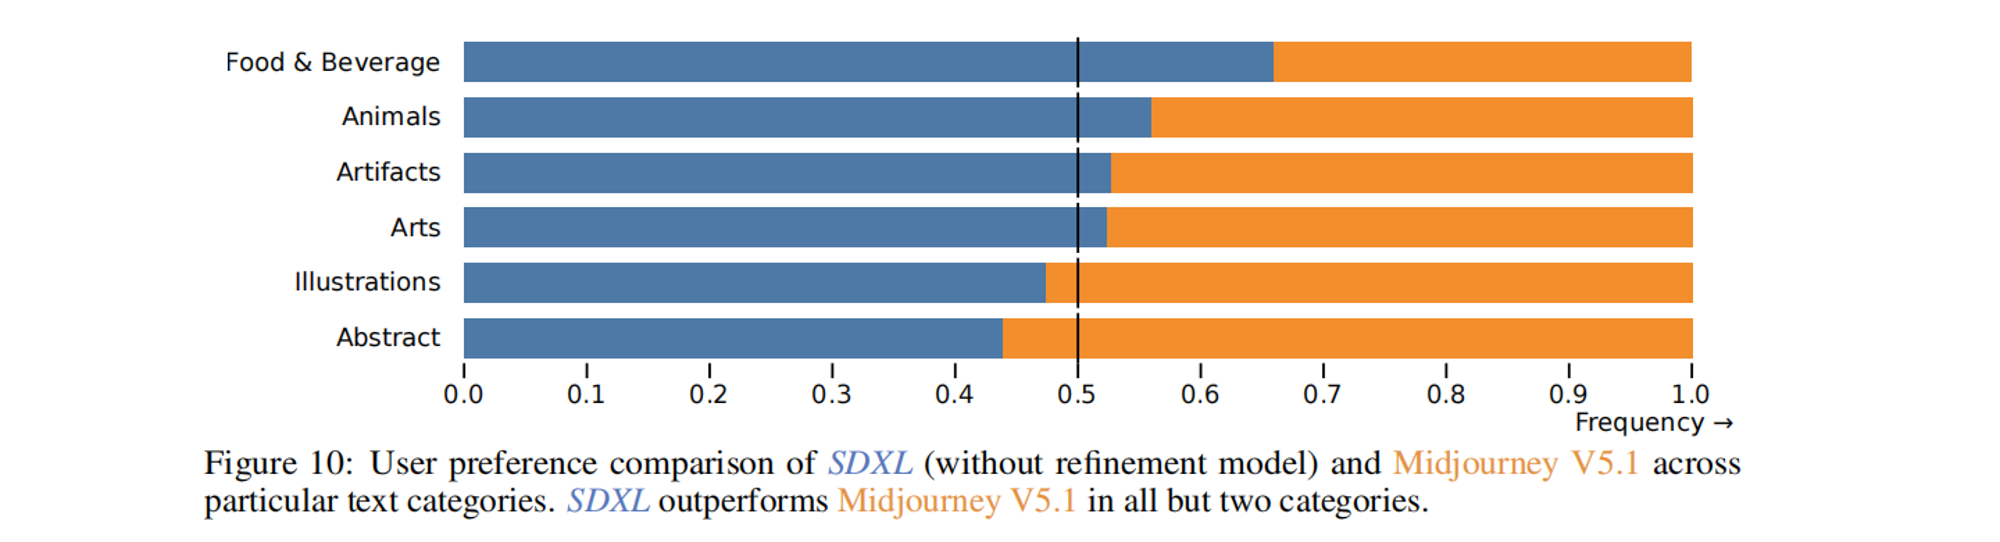 Food & Beverage
Animals
Artifacts
Arts
Illustrations
Abstract
0.0 0.1 0.2 0.3 0.4 0.5 0.6 0.7 0.8 0.9 1.0
Frequency →
Figure 10: User preference comparison of SDXL (without refinement model) and Midjourney V5.1 across
particular text categories. SDXL outperforms Midjourney V5.1 in all but two categories.